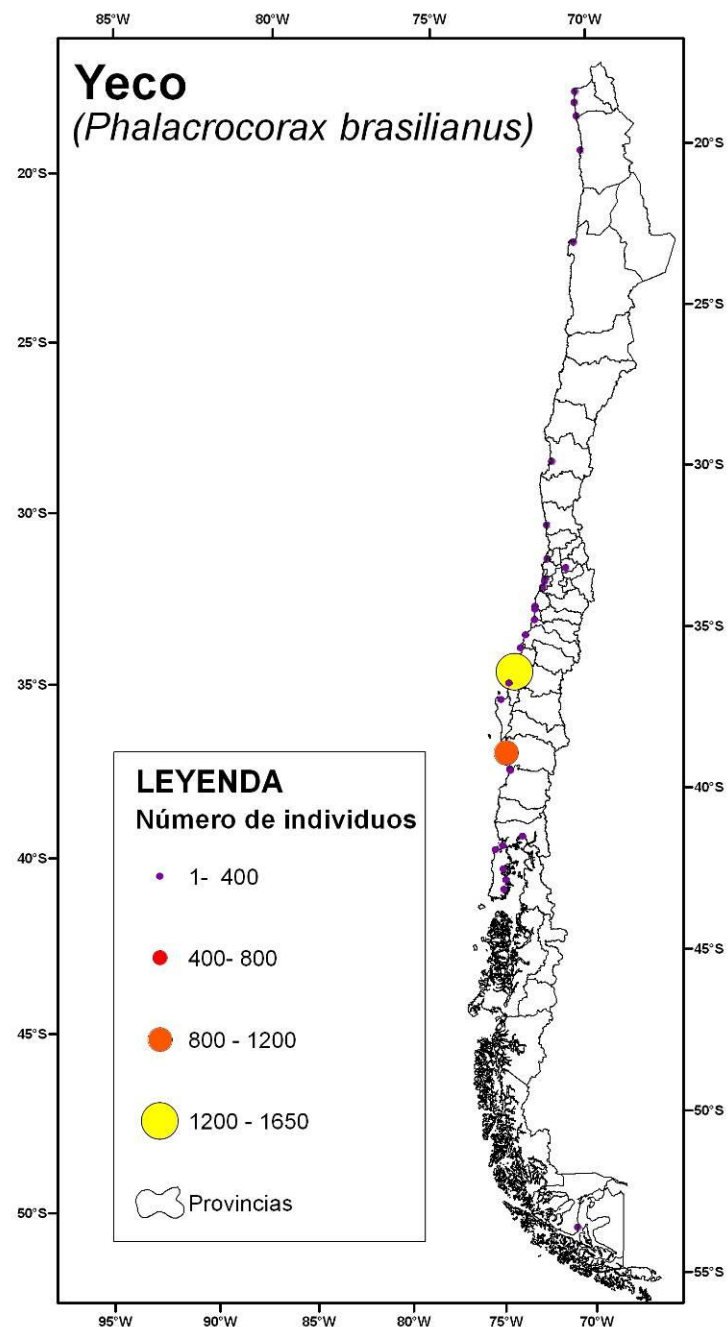 85°W 80°W 75°W 70°W
Yeco
(Phalacrocorax brasilianus)
20°S
20°S
25°S
25°S
30°S
30°S
35°S
35°S
40°S
40°S
45°S
45°S
50°S
50°S
55°S
LEYENDA
Número de individuos
1- 400
400- 800
800 - 1200
1200 - 1650
Provincias
95°W 90°W 85°W 80°W 75°W 70°W